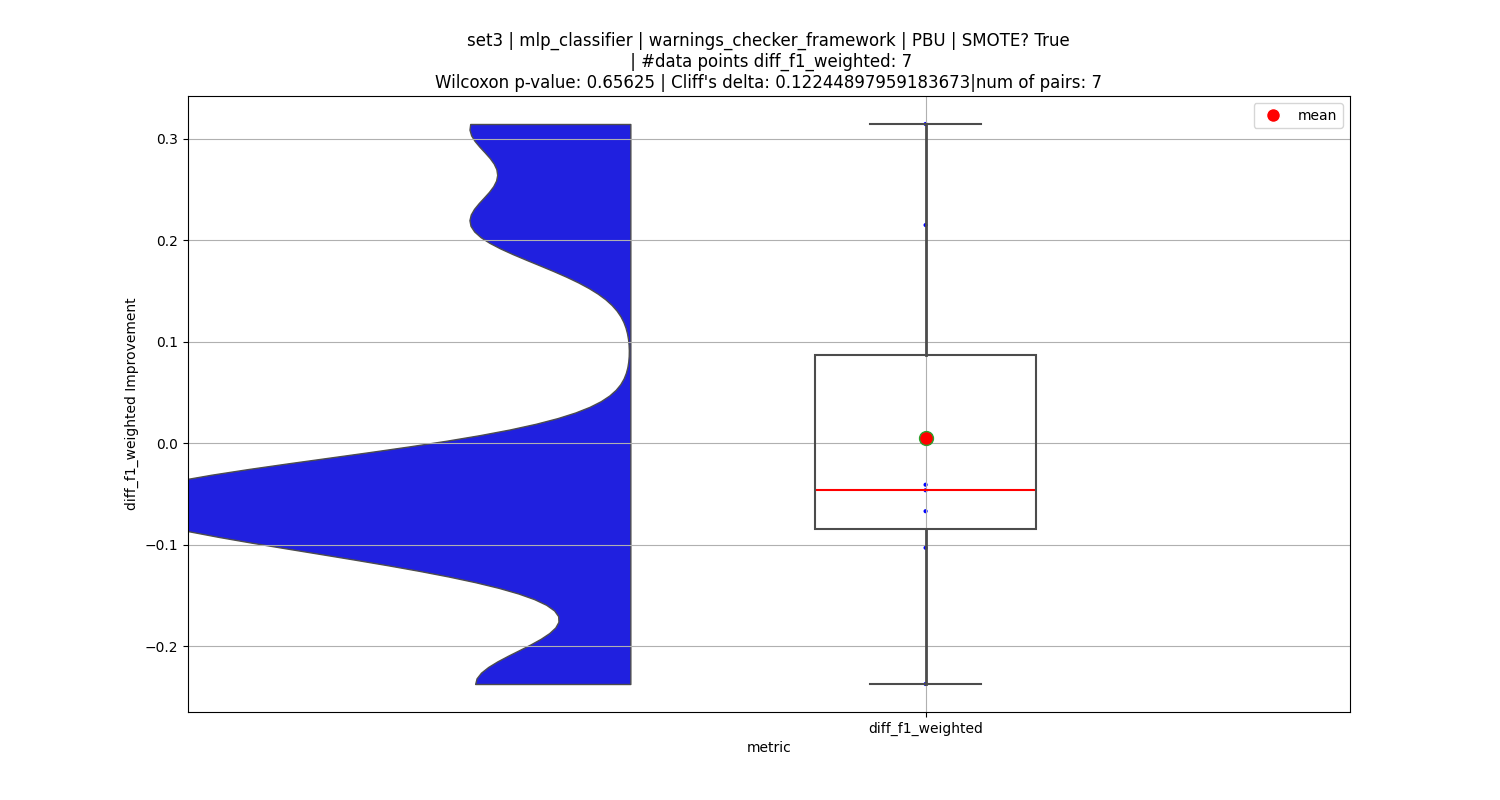 set3 | mlp_classifier | warnings_checker_framework | PBU | SMOTE? True
| #data points diff_f1_weighted: 7
Wilcoxon p-value: 0.65625 | Cliff's delta: 0.12244897959183673|num of pairs: 7
mean
0.3
0.2
0.1
0.0
−0.1
−0.2
diff_f1_weighted Improvement
diff_f1_weighted
metric